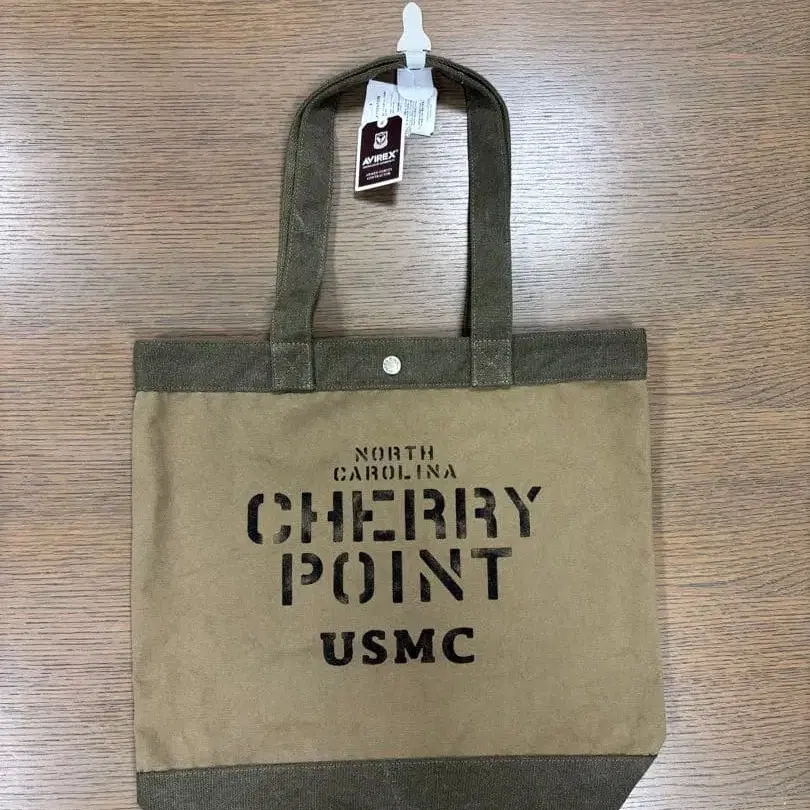 AVIREX
NORTH
CAROLINA
CHERRY
POINT
USMC